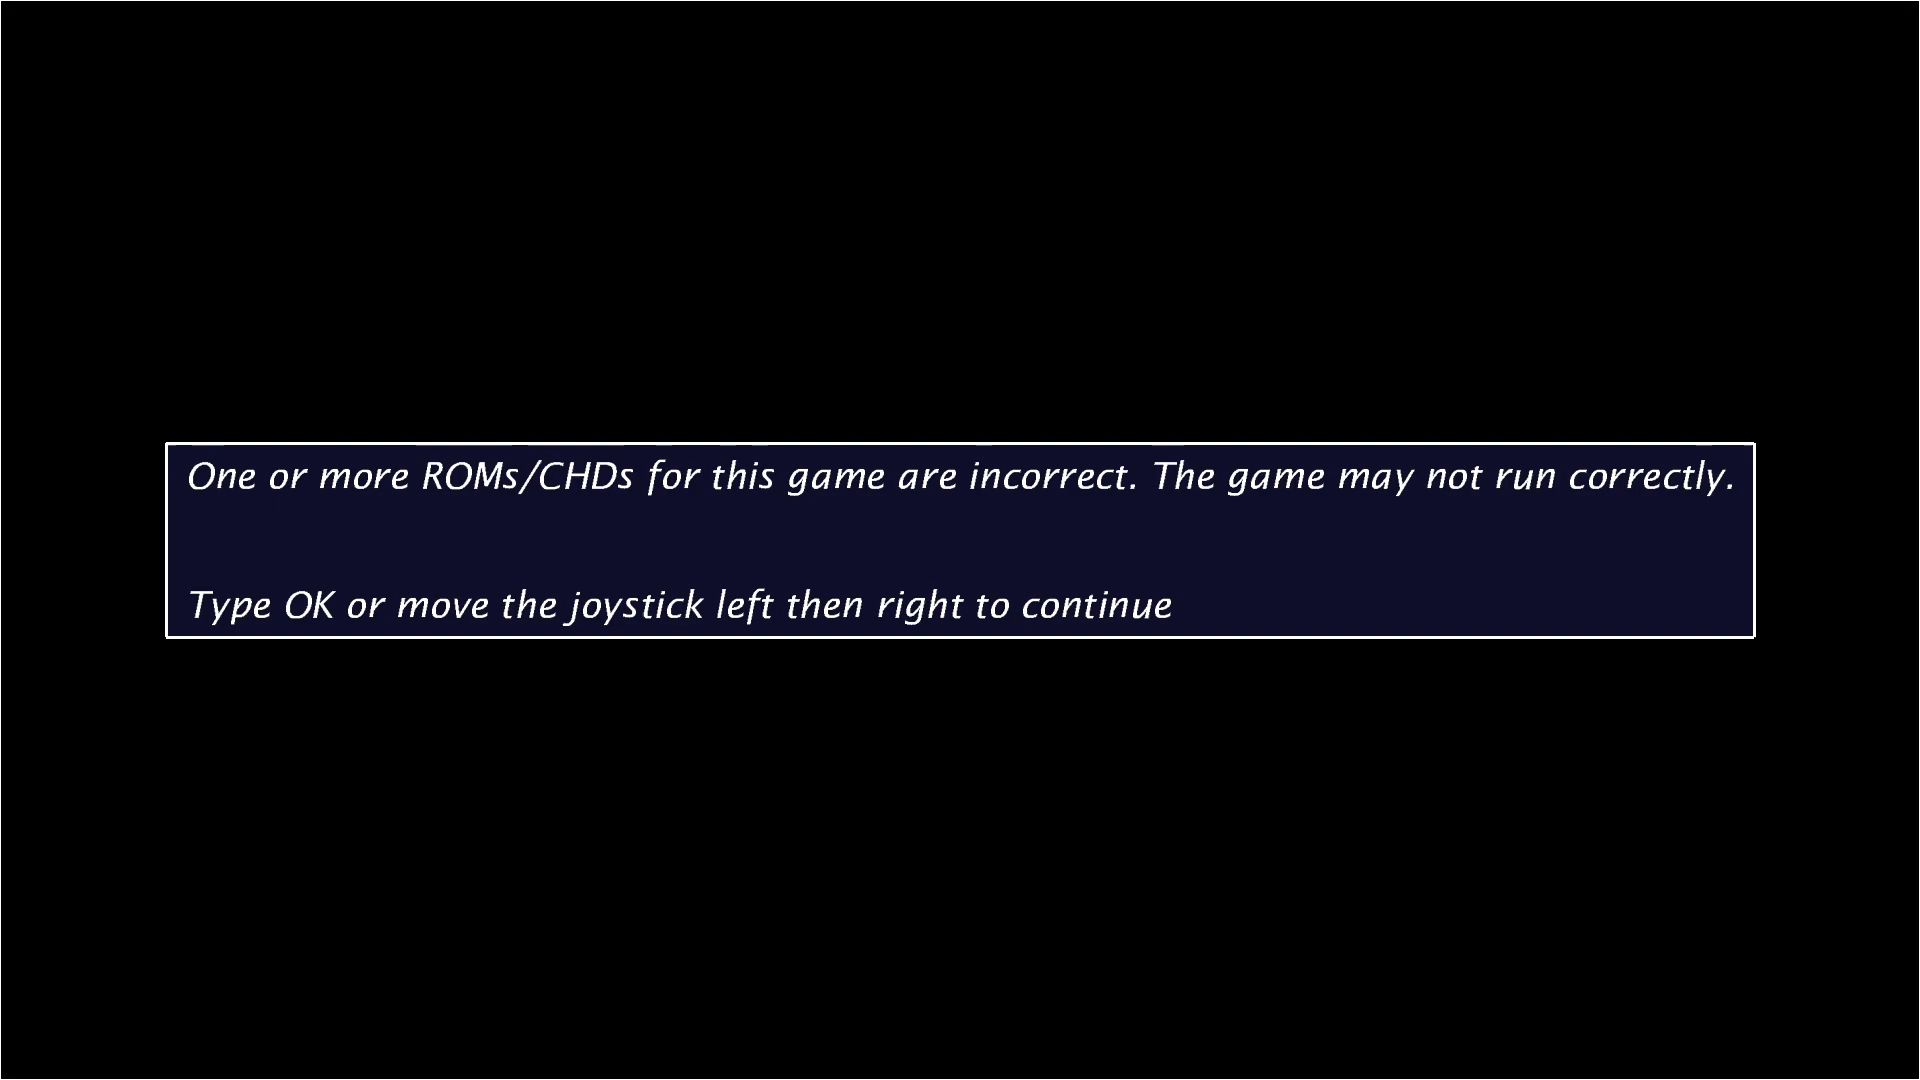 One or more ROMs/CHDs for this game are incorrect. The game may not run correctly.
Type OK or move the joystick left then right to continue